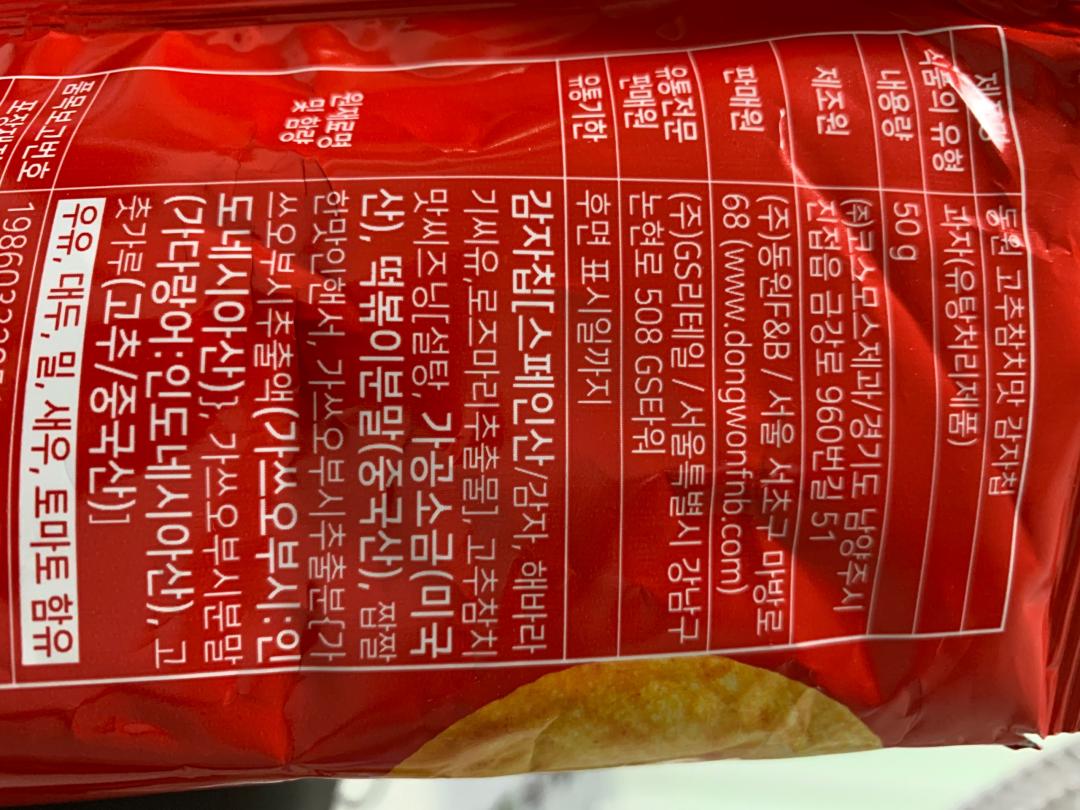 제품명 동원 고추참치맛 감자칩
식품의 유형 과자(유탕처리제품)
내용량 50 g
제조원 (주)코스모스제과/경기도 남양주시
진접읍 금강로 960번길 51
판매원 (주)동원F&B / 서울 서초구 마방로
68 (www.dongwonfnb.com)
유통전문
판매원
(주)GS리테일 / 서울특별시 강남구
논현로 508 GS타워
유통기한 후면 표시일까지
원재료명
및 함량
감자칩[스페인산/감자, 해바라
기씨유,로즈마리추출물], 고추참치
맛씨즈닝[설탕, 가공소금(미국
산), 떡볶이분말(중국산), 짬짤
한맛인핸서, 가쓰오부시추출분{가
쓰오부시추출액(가쓰오부시:인
도네시아산)}, 가쓰오부시분말
(가다랑어:인도네시아산), 고
춧가루(고추/중국산)]
우유, 대두, 밀, 새우, 토마토 함유
품목보고번호